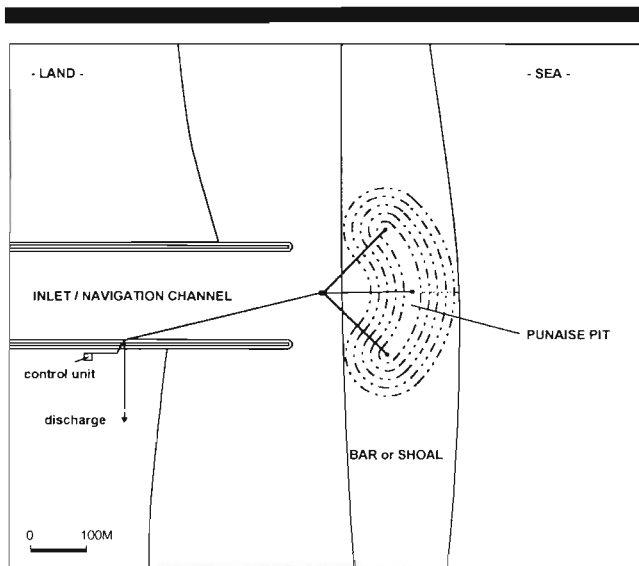 - LAND -
- SEA -
INLET / NAVIGATION CHANNEL
PUNAISE PIT
control unit
discharge
BAR or SHOAL
0 100M